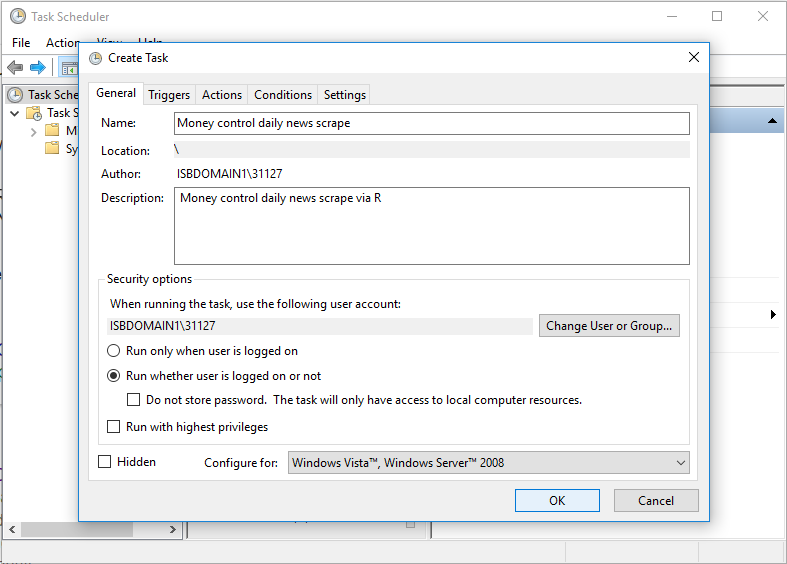 Task Scheduler
File Action View Help
Create Task
Task Sche
Task S
M
Sy
General Triggers Actions Conditions Settings
Name: Money control daily news scrape
Location: \
Author: ISBDOMAIN1\31127
Description: Money control daily news scrape via R
Security options
When running the task, use the following user account:
ISBDOMAIN1\31127 Change User or Group...
Run only when user is logged on
Run whether user is logged on or not
Do not store password. The task will only have access to local computer resources.
Run with highest privileges
Hidden Configure for: Windows Vista™, Windows Server™ 2008
OK Cancel